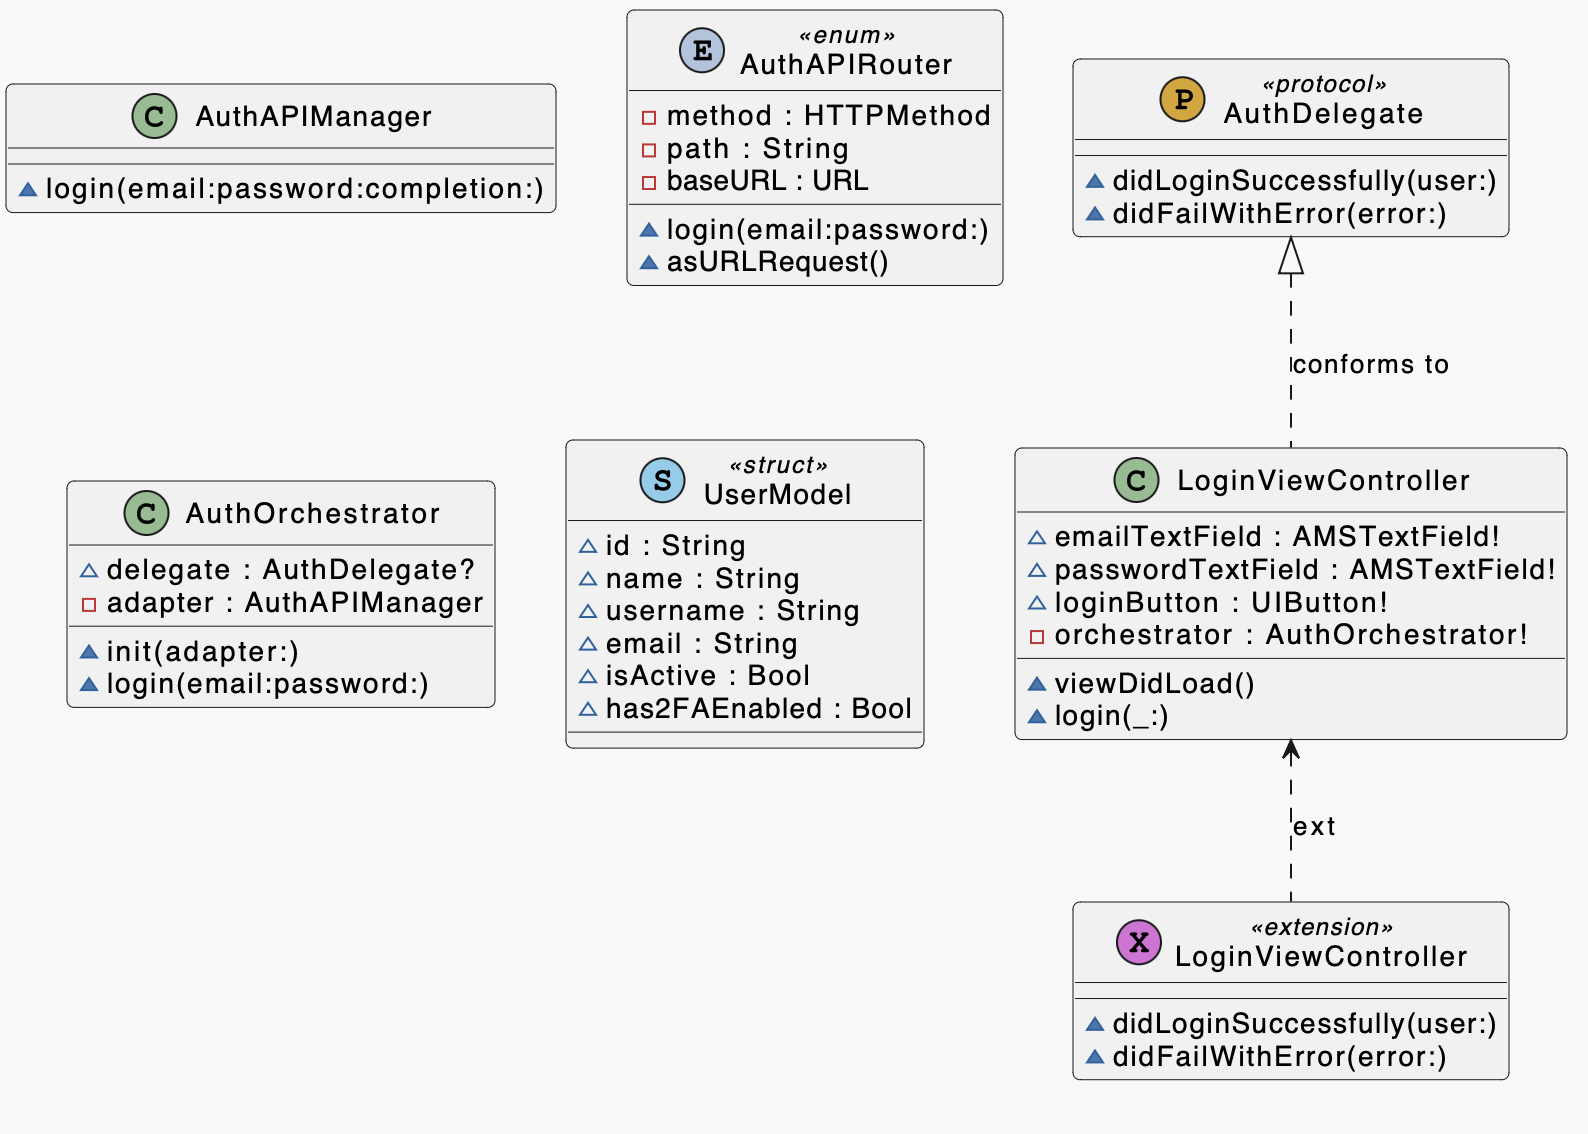 C AuthAPIManager
login(email:password:completion:)
«enum»
E AuthAPIRouter
method : HTTPMethod
path : String
baseURL : URL
login(email:password:)
asURLRequest()
«protocol»
P AuthDelegate
didLoginSuccessfully(user:)
didFailWithError(error:)
conforms to
C AuthOrchestrator
delegate : AuthDelegate?
adapter : AuthAPIManager
init(adapter:)
login(email:password:)
«struct»
S UserModel
id : String
name : String
username : String
email : String
isActive : Bool
has2FAEnabled : Bool
C LoginViewController
emailTextField : AMSTextField!
passwordTextField : AMSTextField!
loginButton : UIButton!
orchestrator : AuthOrchestrator!
viewDidLoad()
login(_:)
ext
«extension»
X LoginViewController
didLoginSuccessfully(user:)
didFailWithError(error:)